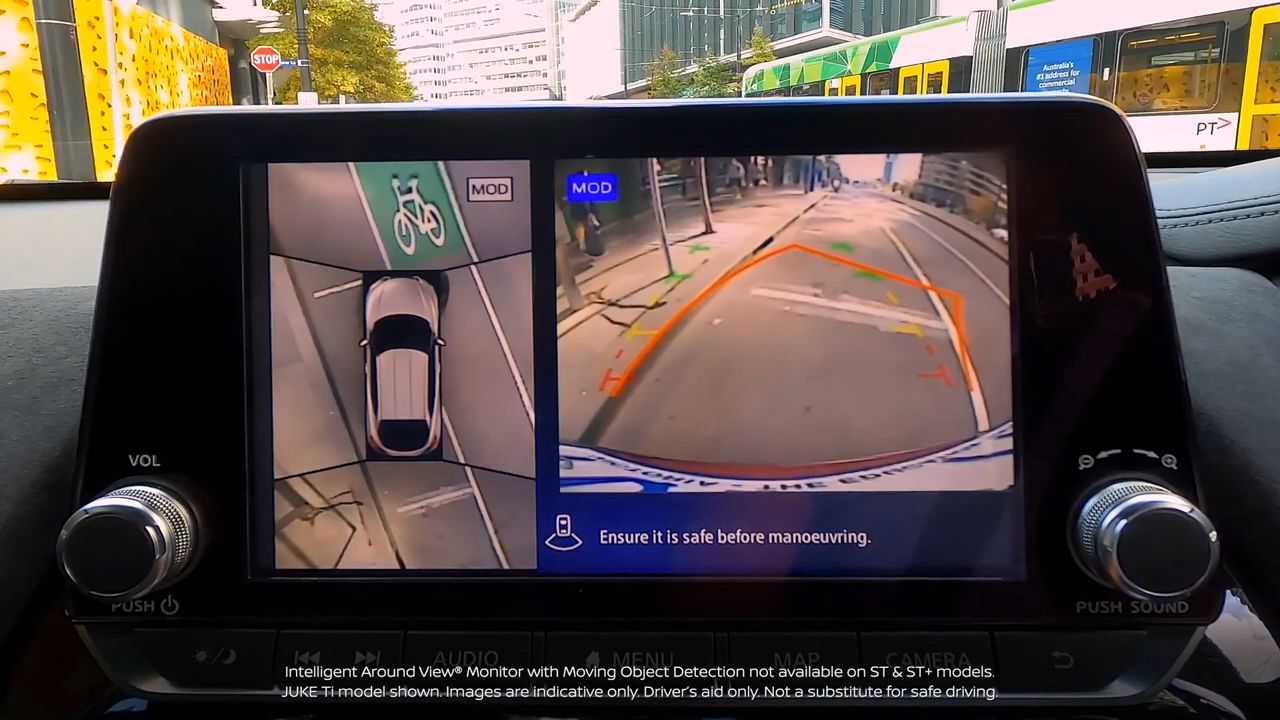 STOP
Australia's
#1 address for
commercial
property
PT>
MOD
MOD
VOL
Ensure it is safe before manoeuvring.
PUSH
PUSH SOUND
AUDIO
MENU
MAP
CAMERA
Intelligent Around View® Monitor with Moving Object Detection not available on ST & ST+ models.
JUKE Ti model shown. Images are indicative only. Driver's aid only. Not a substitute for safe driving.